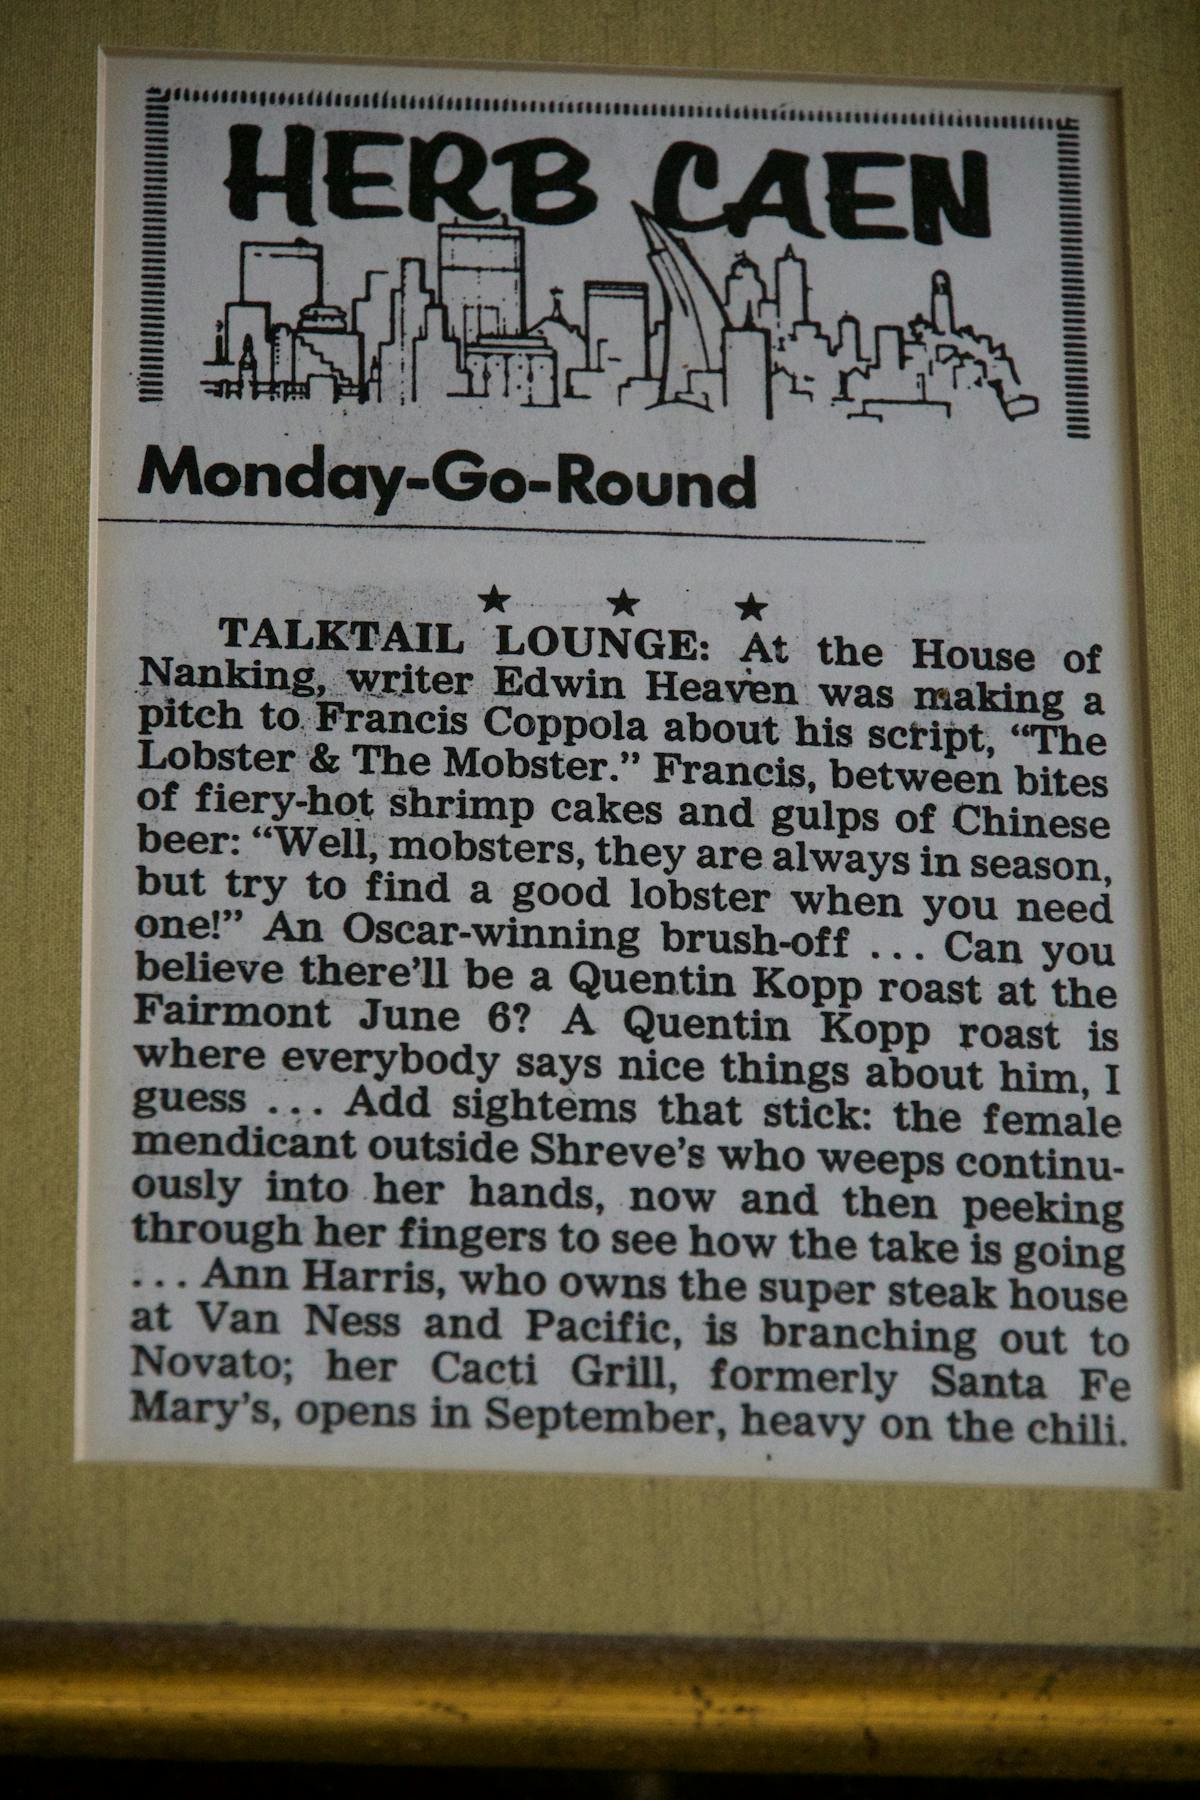 HERB CAEN
Monday-Go-Round
TALKTAIL LOUNGE: At the House of
Nanking, writer Edwin Heaven was making a
pitch to Francis Coppola about his script, “The
Lobster & The Mobster.” Francis, between bites
of fiery-hot shrimp cakes and gulps of Chinese
beer: “Well, mobsters, they are always in season,
but try to find a good lobster when you need
one!” An Oscar-winning brush-off ... Can you
believe there’ll be a Quentin Kopp roast at the
Fairmont June 6? A Quentin Kopp roast is
where everybody says nice things about him, I
guess ... Add sightems that stick: the female
mendicant outside Shreve’s who weeps continu-
ously into her hands, now and then peeking
through her fingers to see how the take is going
... Ann Harris, who owns the super steak house
at Van Ness and Pacific, is branching out to
Novato; her Cacti Grill, formerly Santa Fe
Mary’s, opens in September, heavy on the chili.